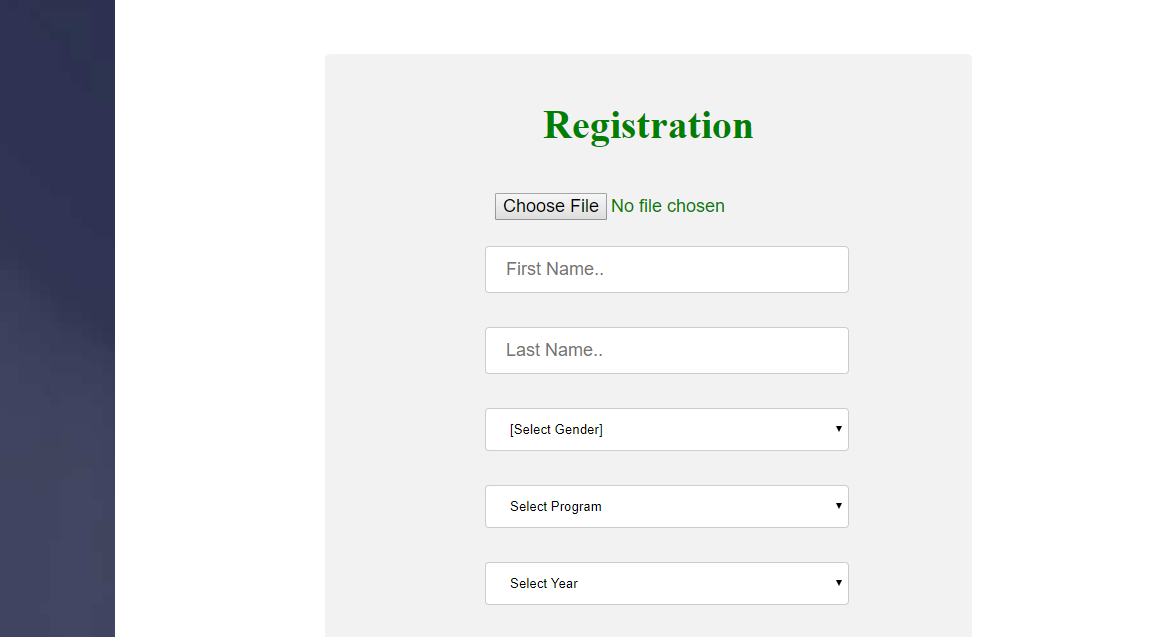 Registration
Choose File No file chosen
First Name..
Last Name..
[Select Gender]
Select Program
Select Year